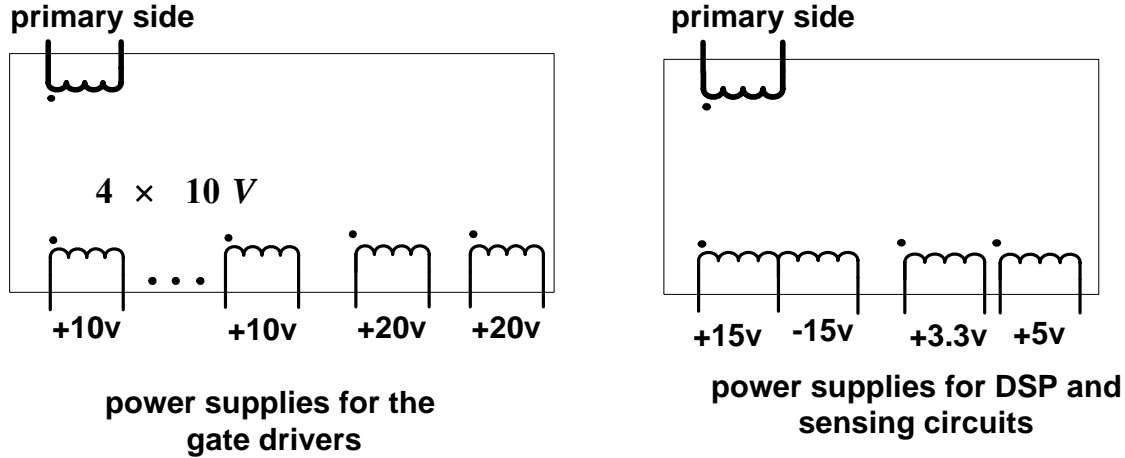 primary side
4 × 10 V
+10v
+10v
+20v
+20v
power supplies for the
gate drivers
primary side
+15v
-15v
+3.3v
+5v
power supplies for DSP and
sensing circuits